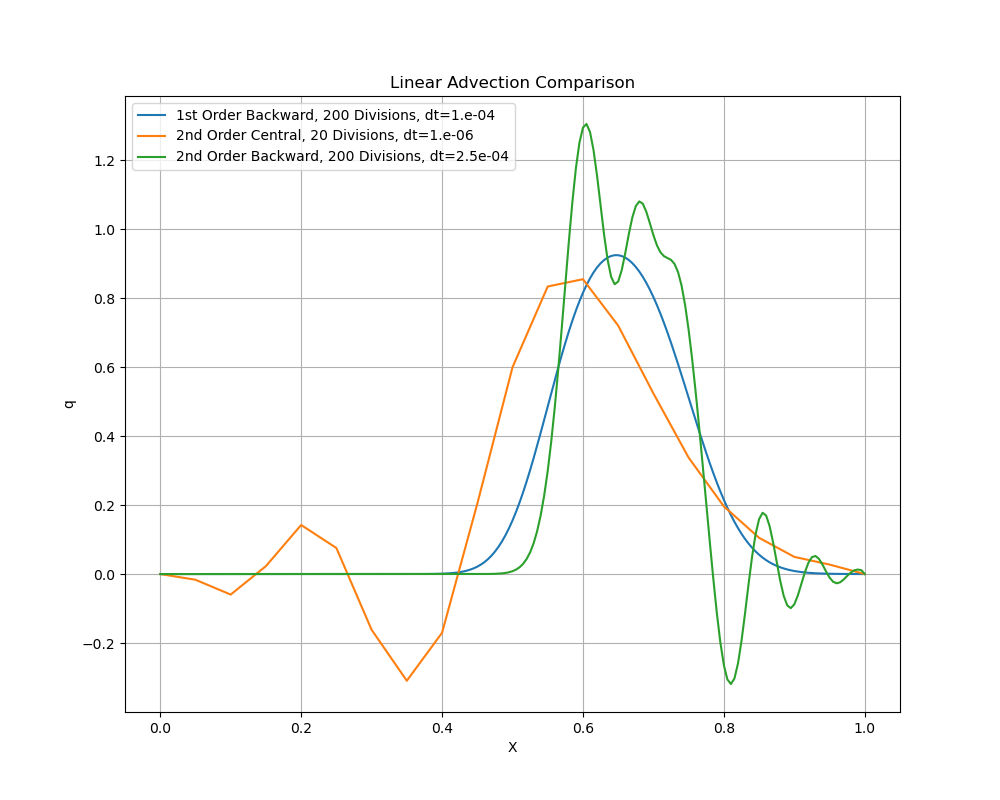 Linear Advection Comparison
1st Order Backward, 200 Divisions, dt=1.e-04
2nd Order Central, 20 Divisions, dt=1.e-06
2nd Order Backward, 200 Divisions, dt=2.5e-04
1.2
1.0
0.8
0.6
0.4
0.2
0.0
−0.2
q
0.0 0.2 0.4 0.6 0.8 1.0
X